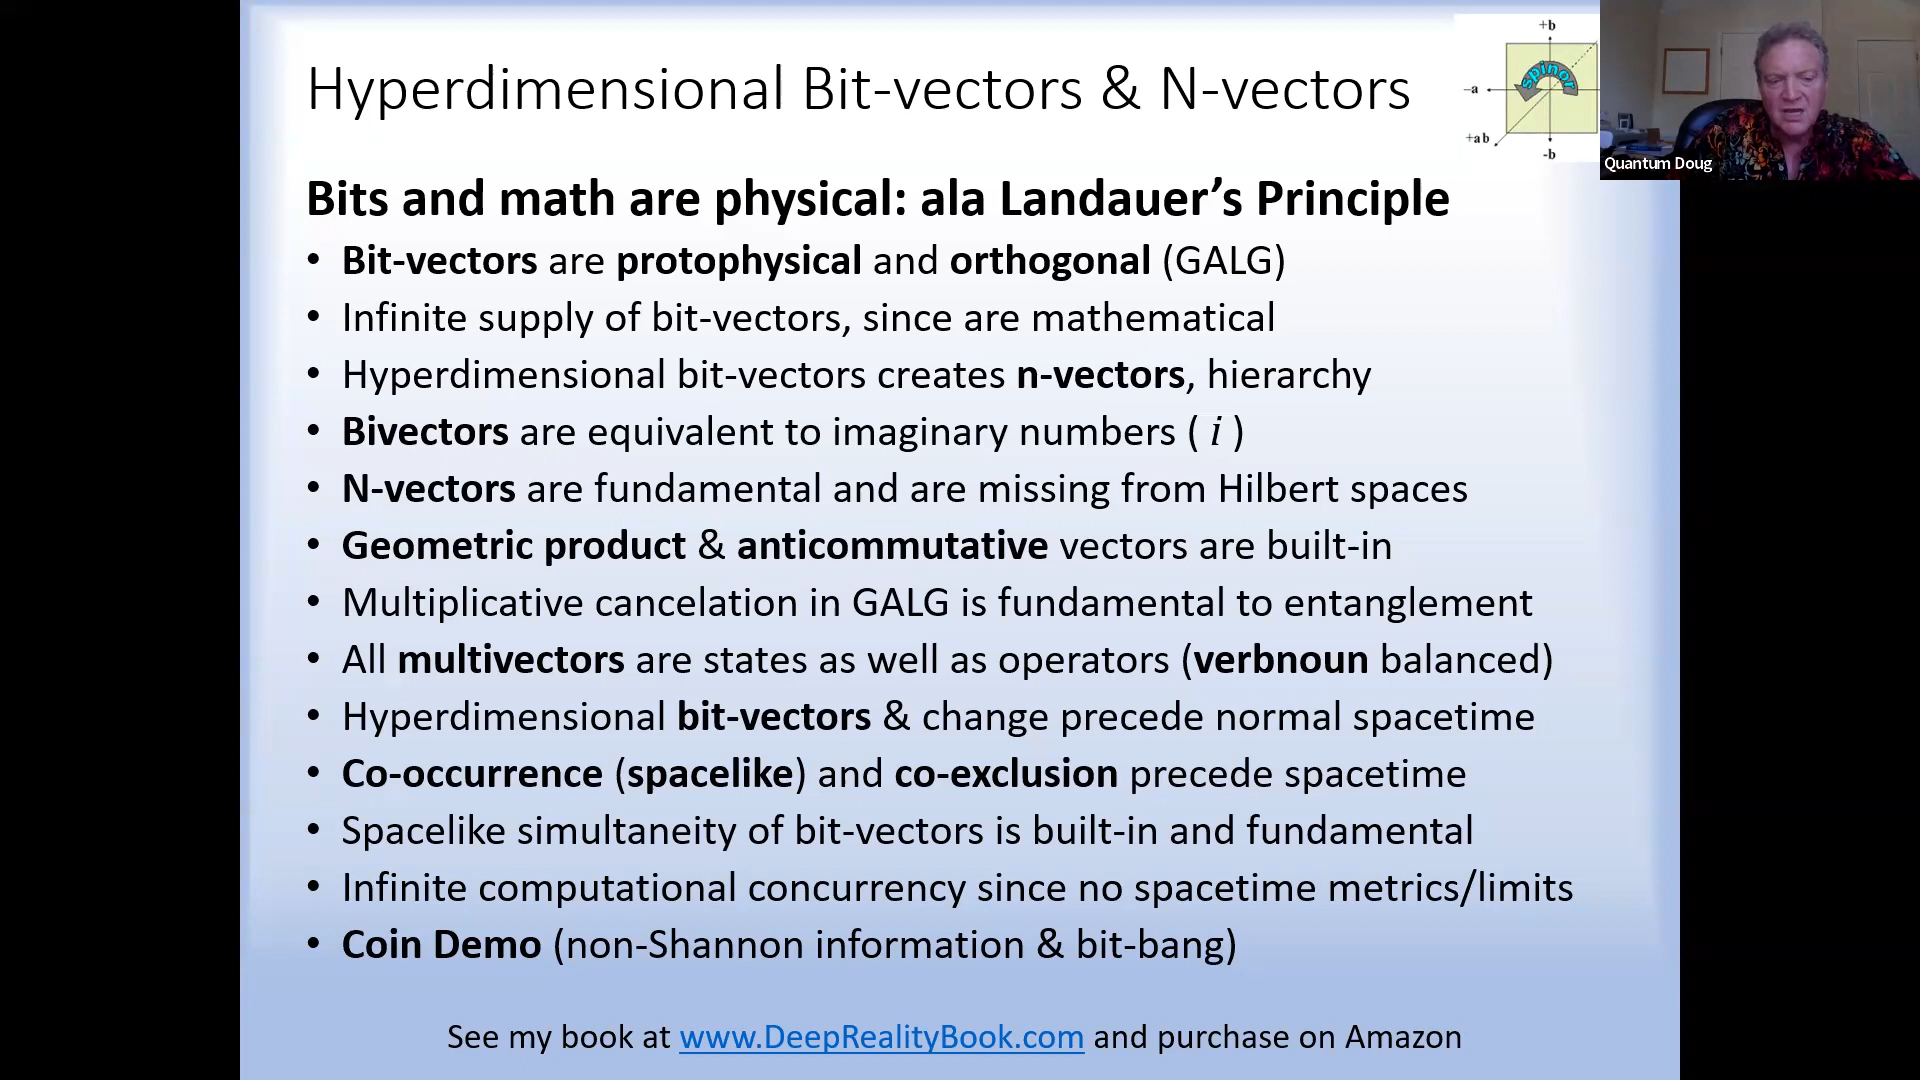 Hyperdimensional Bit-vectors & N-vectors
+b
spinor
-a
+ab
-b
Quantum Doug
Bits and math are physical: ala Landauer’s Principle
• Bit-vectors are protophysical and orthogonal (GALG)
• Infinite supply of bit-vectors, since are mathematical
• Hyperdimensional bit-vectors creates n-vectors, hierarchy
• Bivectors are equivalent to imaginary numbers ( i )
• N-vectors are fundamental and are missing from Hilbert spaces
• Geometric product & anticommutative vectors are built-in
• Multiplicative cancelation in GALG is fundamental to entanglement
• All multivectors are states as well as operators (verbnoun balanced)
• Hyperdimensional bit-vectors & change precede normal spacetime
• Co-occurrence (spacelike) and co-exclusion precede spacetime
• Spacelike simultaneity of bit-vectors is built-in and fundamental
• Infinite computational concurrency since no spacetime metrics/limits
• Coin Demo (non-Shannon information & bit-bang)
See my book at www.DeepRealityBook.com and purchase on Amazon